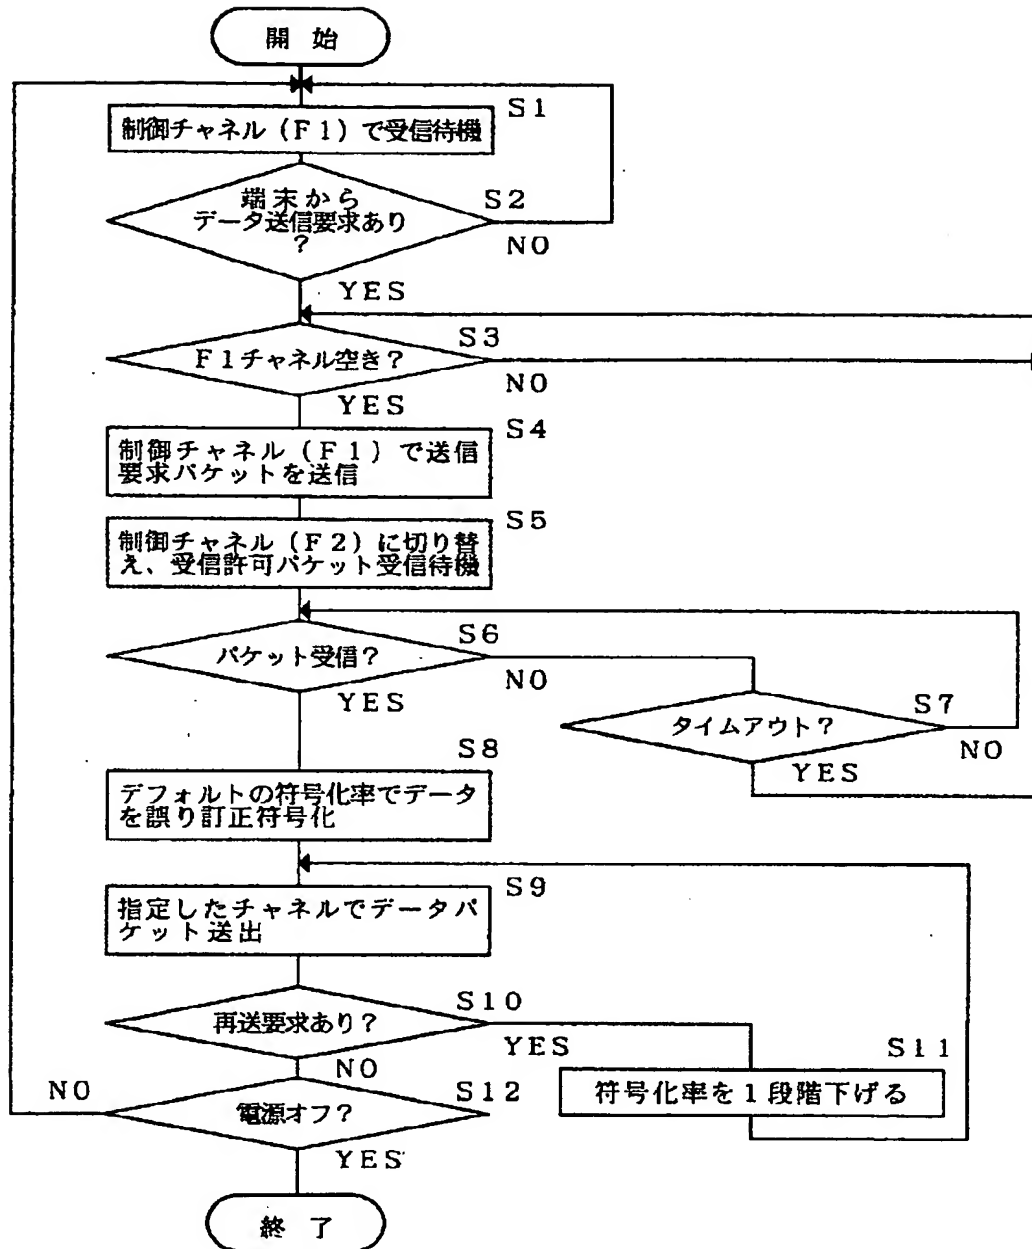 開 始
S1
制御チャネル(F1)で受信待機
端末から
データ送信要求あり
?
S2
NO
YES
S3
F1チャネル空き?
NO
YES
S4
制御チャネル(F1)で送信
要求パケットを送信
S5
制御チャネル(F2)に切り替
え、受信許可パケット受信待機
S6
パケット受信?
NO
YES
S7
タイムアウト?
NO
YES
S8
デフォルトの符号化率でデータ
を誤り訂正符号化
S9
指定したチャネルでデータパ
ケット送出
S10
再送要求あり?
YES
NO
S11
符号化率を1段階下げる
S12
電源オフ?
NO
YES
終 了